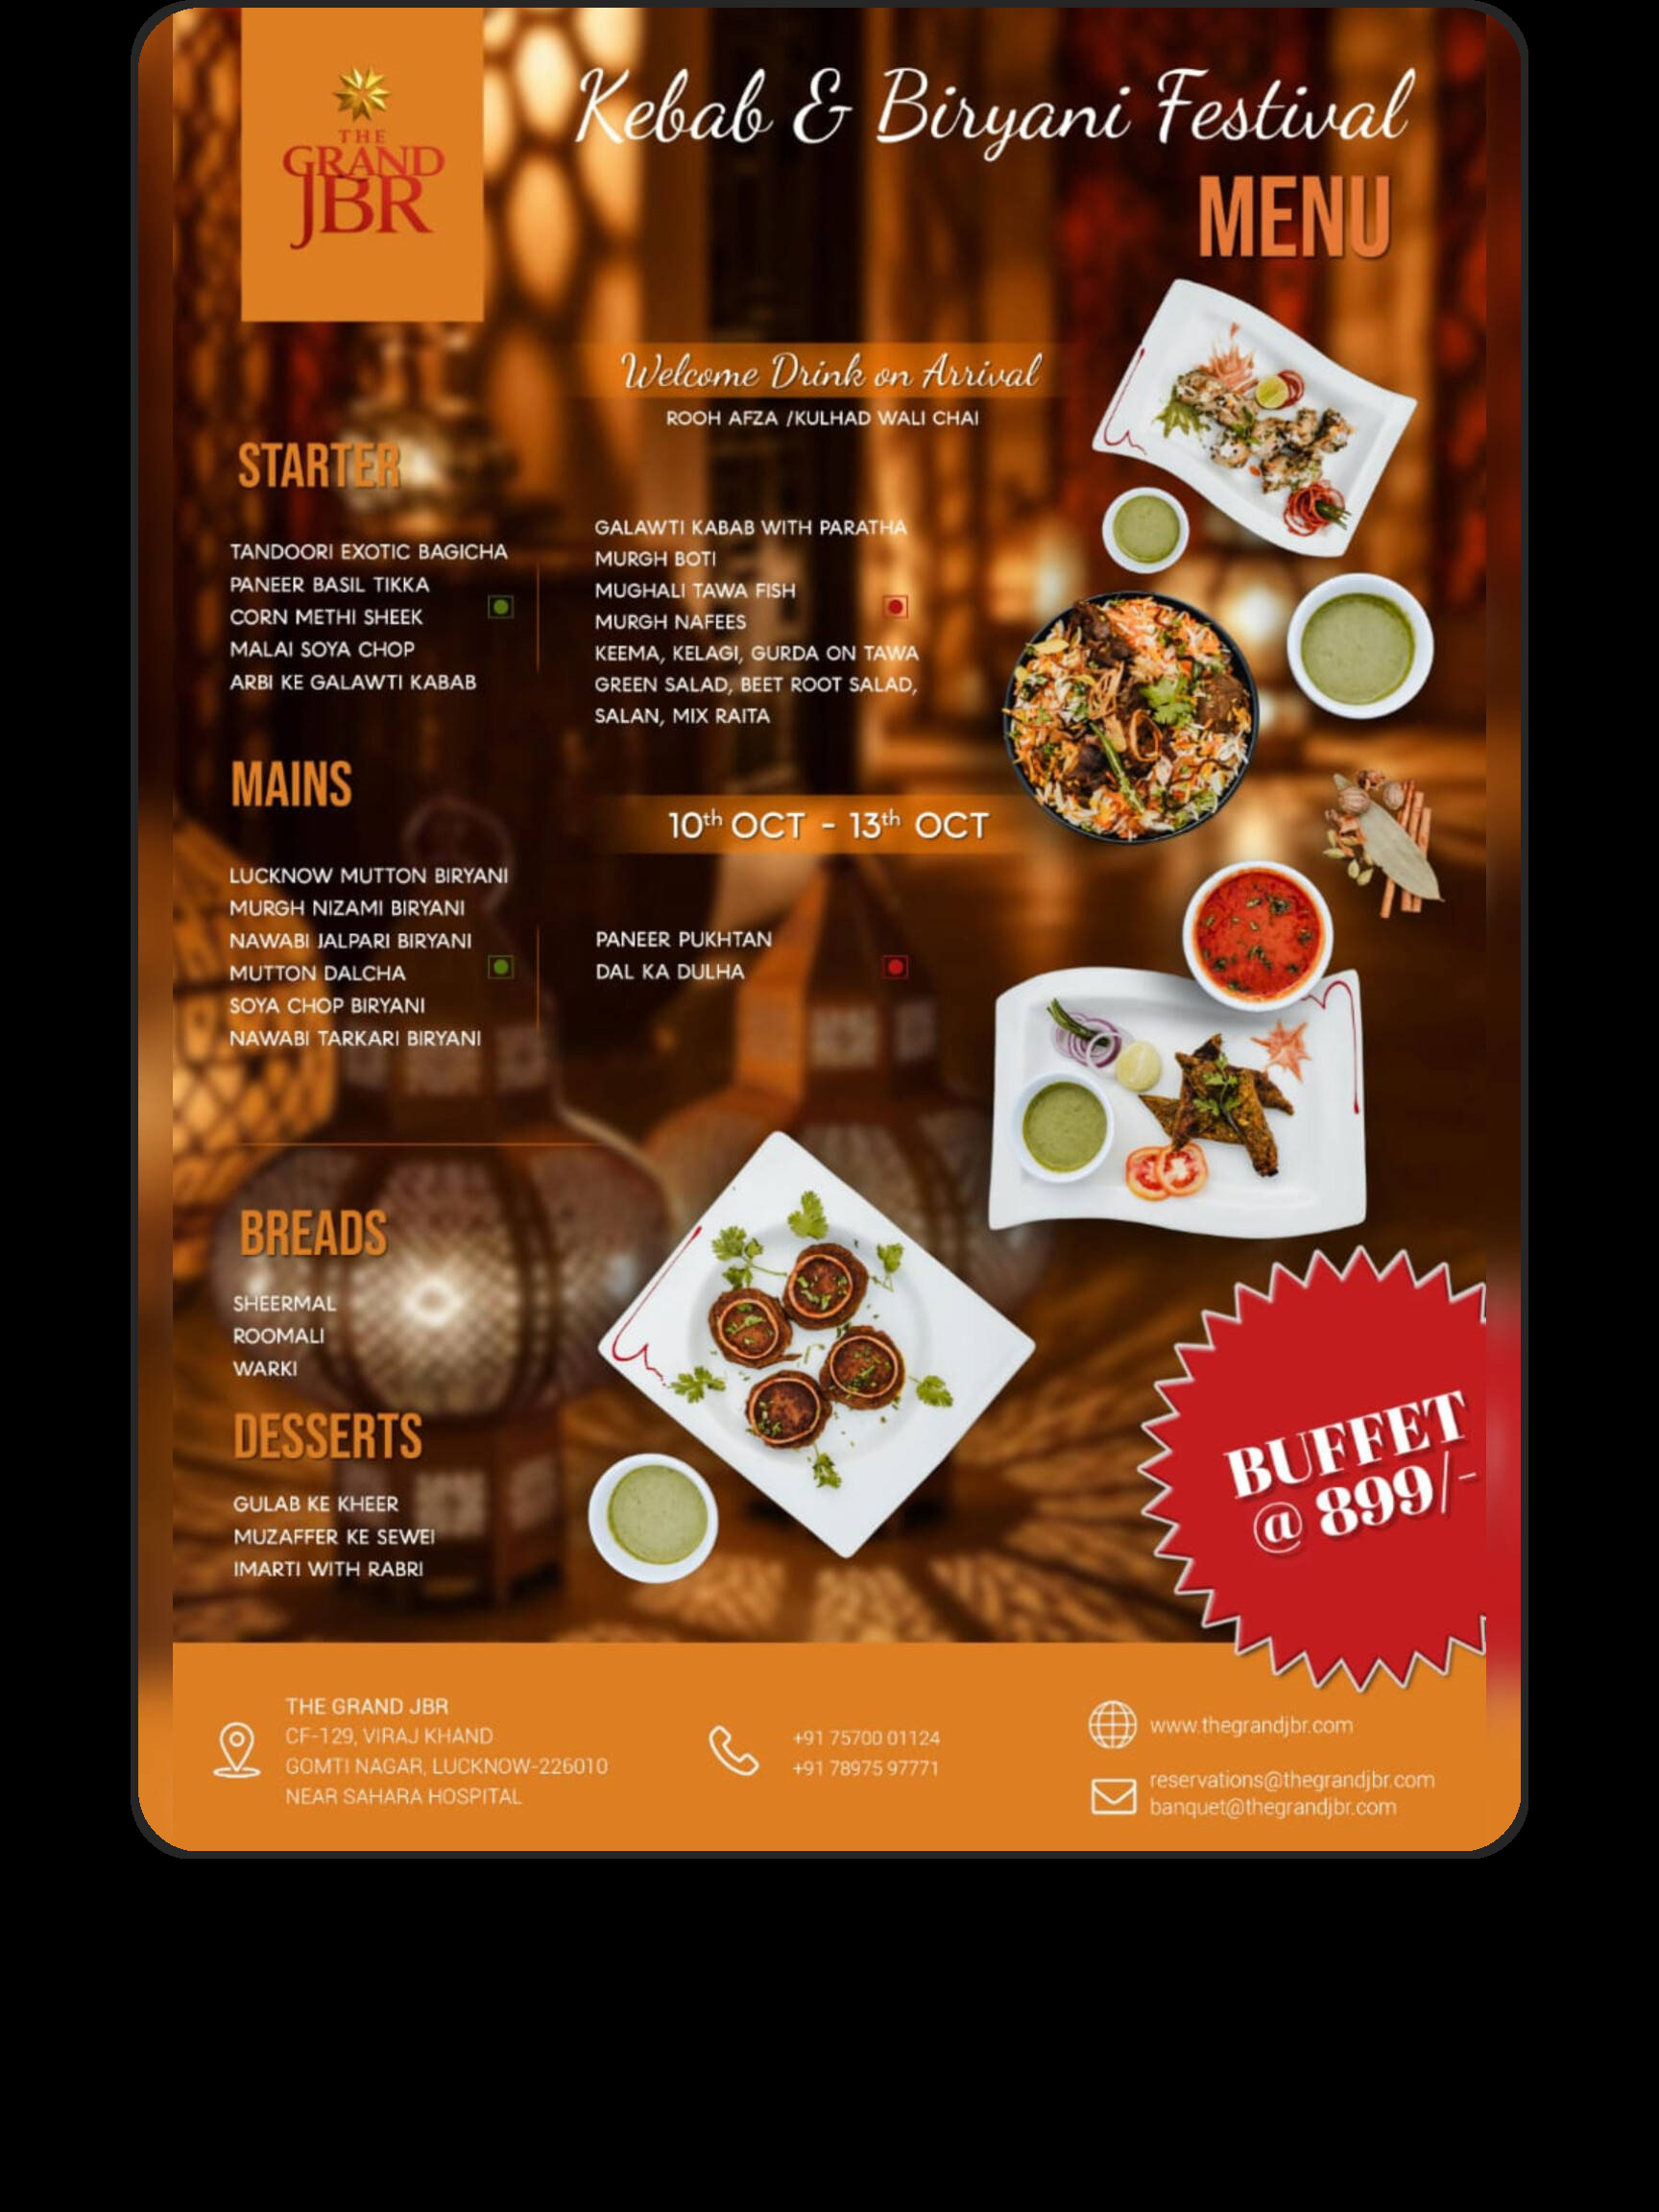 THE
GRAND
JBR
Kebab & Biryani Festival
MENU
Welcome Drink on Arrival
ROOH AFZA /KULHAD WALI CHAI
STARTER
TANDOORI EXOTIC BAGICHA
PANEER BASIL TIKKA
CORN METHI SHEEK
MALAI SOYA CHOP
ARBI KE GALAWTI KABAB
GALAWTI KABAB WITH PARATHA
MURGH BOTI
MUGHALI TAWA FISH
MURGH NAFEES
KEEMA, KELAGI, GURDA ON TAWA
GREEN SALAD, BEET ROOT SALAD,
SALAN, MIX RAITA
MAINS
10th OCT - 13th OCT
LUCKNOW MUTTON BIRYANI
MURGH NIZAMI BIRYANI
NAWABI JALPARI BIRYANI
MUTTON DALCHA
SOYA CHOP BIRYANI
NAWABI TARKARI BIRYANI
PANEER PUKHTAN
DAL KA DULHA
BREADS
SHEERMAL
ROOMALI
WARKI
DESSERTS
GULAB KE KHEER
MUZAFFER KE SEWEI
IMARTI WITH RABRI
BUFFET
@ 899/-
THE GRAND JBR
CF-129, VIRAJ KHAND
GOMTI NAGAR, LUCKNOW-226010
NEAR SAHARA HOSPITAL
+91 75700 01124
+91 78975 97771
www.thegrandjbr.com
reservations@thegrandjbr.com
banquet@thegrandjbr.com